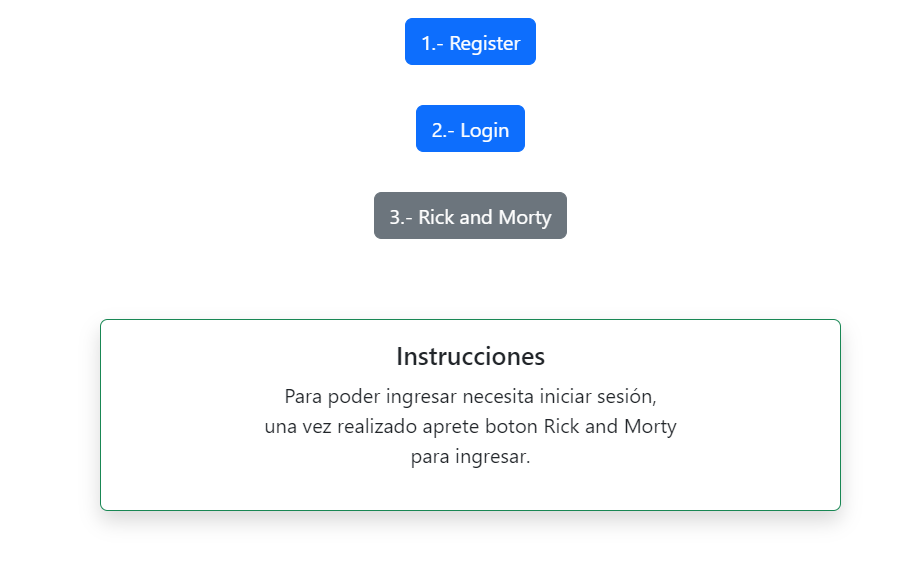 1.- Register
2.- Login
3.- Rick and Morty
Instrucciones
Para poder ingresar necesita iniciar sesión,
una vez realizado aprete boton Rick and Morty
para ingresar.